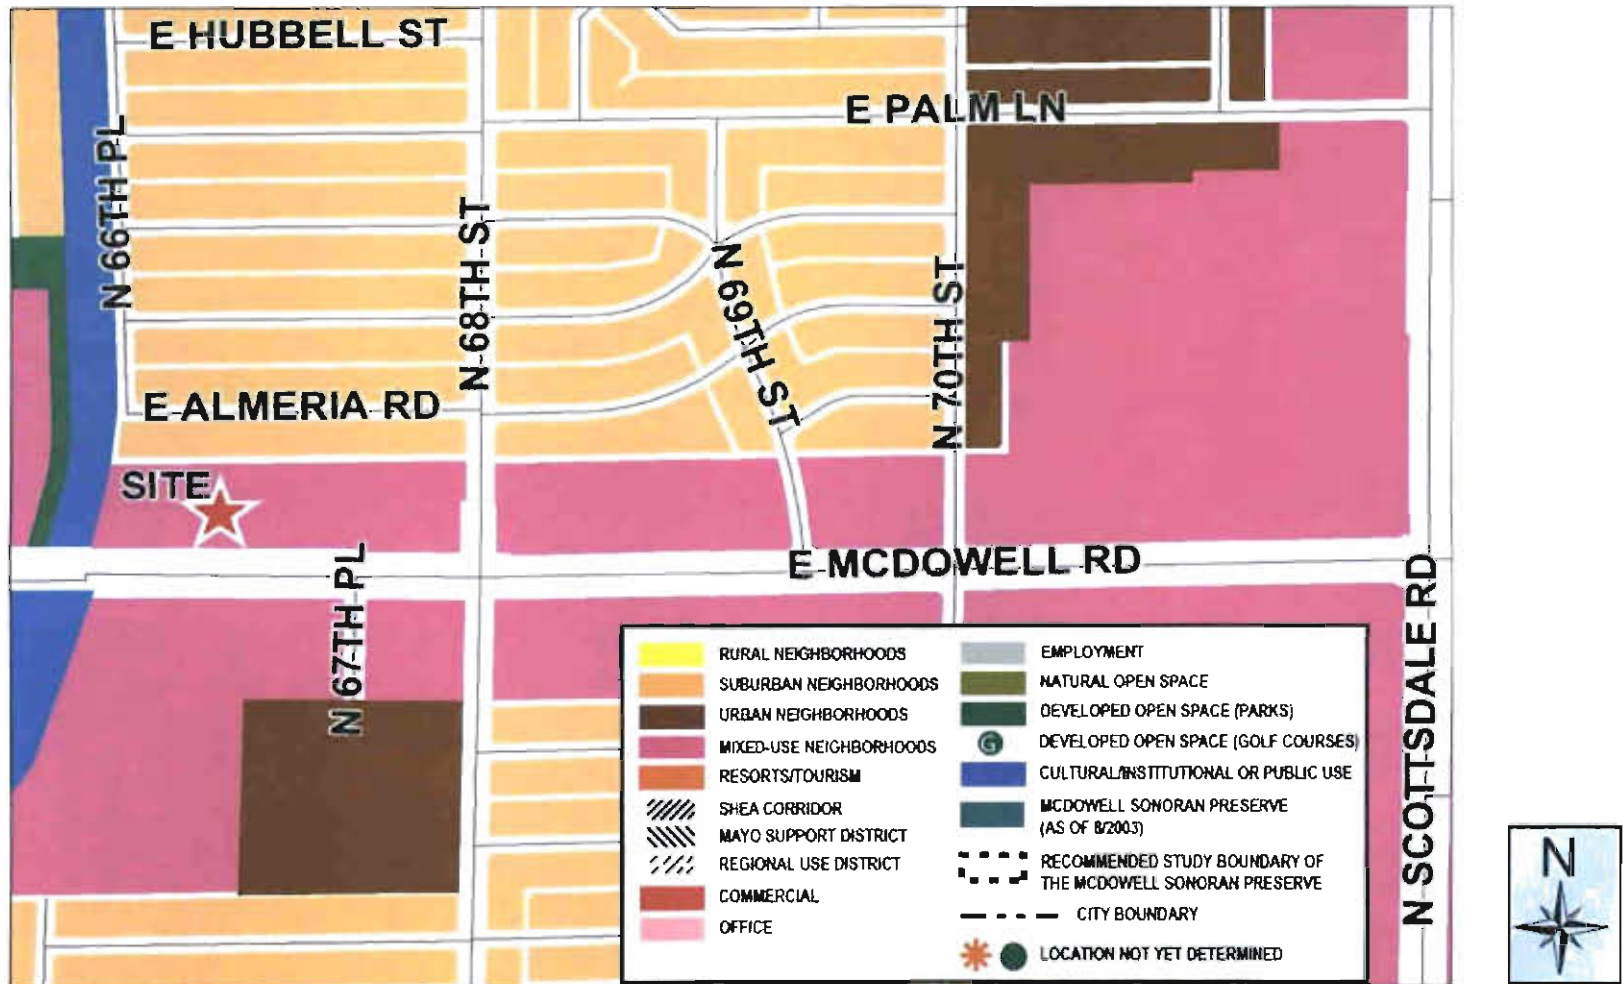 E HUBBELL ST
E PALM LN
N 66TH PL
N 68TH ST
N 69TH ST
N 70TH ST
E ALMERIA RD
SITE
E MCDOWELL RD
N 67TH PL
N SCOTTSDALE RD
RURAL NEIGHBORHOODS
SUBURBAN NEIGHBORHOODS
URBAN NEIGHBORHOODS
MIXED-USE NEIGHBORHOODS
RESORTS/TOURISM
SHEA CORRIDOR
MAYO SUPPORT DISTRICT
REGIONAL USE DISTRICT
COMMERCIAL
OFFICE
EMPLOYMENT
NATURAL OPEN SPACE
DEVELOPED OPEN SPACE (PARKS)
G
DEVELOPED OPEN SPACE (GOLF COURSES)
CULTURAL/INSTITUTIONAL OR PUBLIC USE
MCDOWELL SONORAN PRESERVE
(AS OF 8/2003)
RECOMMENDED STUDY BOUNDARY OF
THE MCDOWELL SONORAN PRESERVE
CITY BOUNDARY
LOCATION NOT YET DETERMINED
N